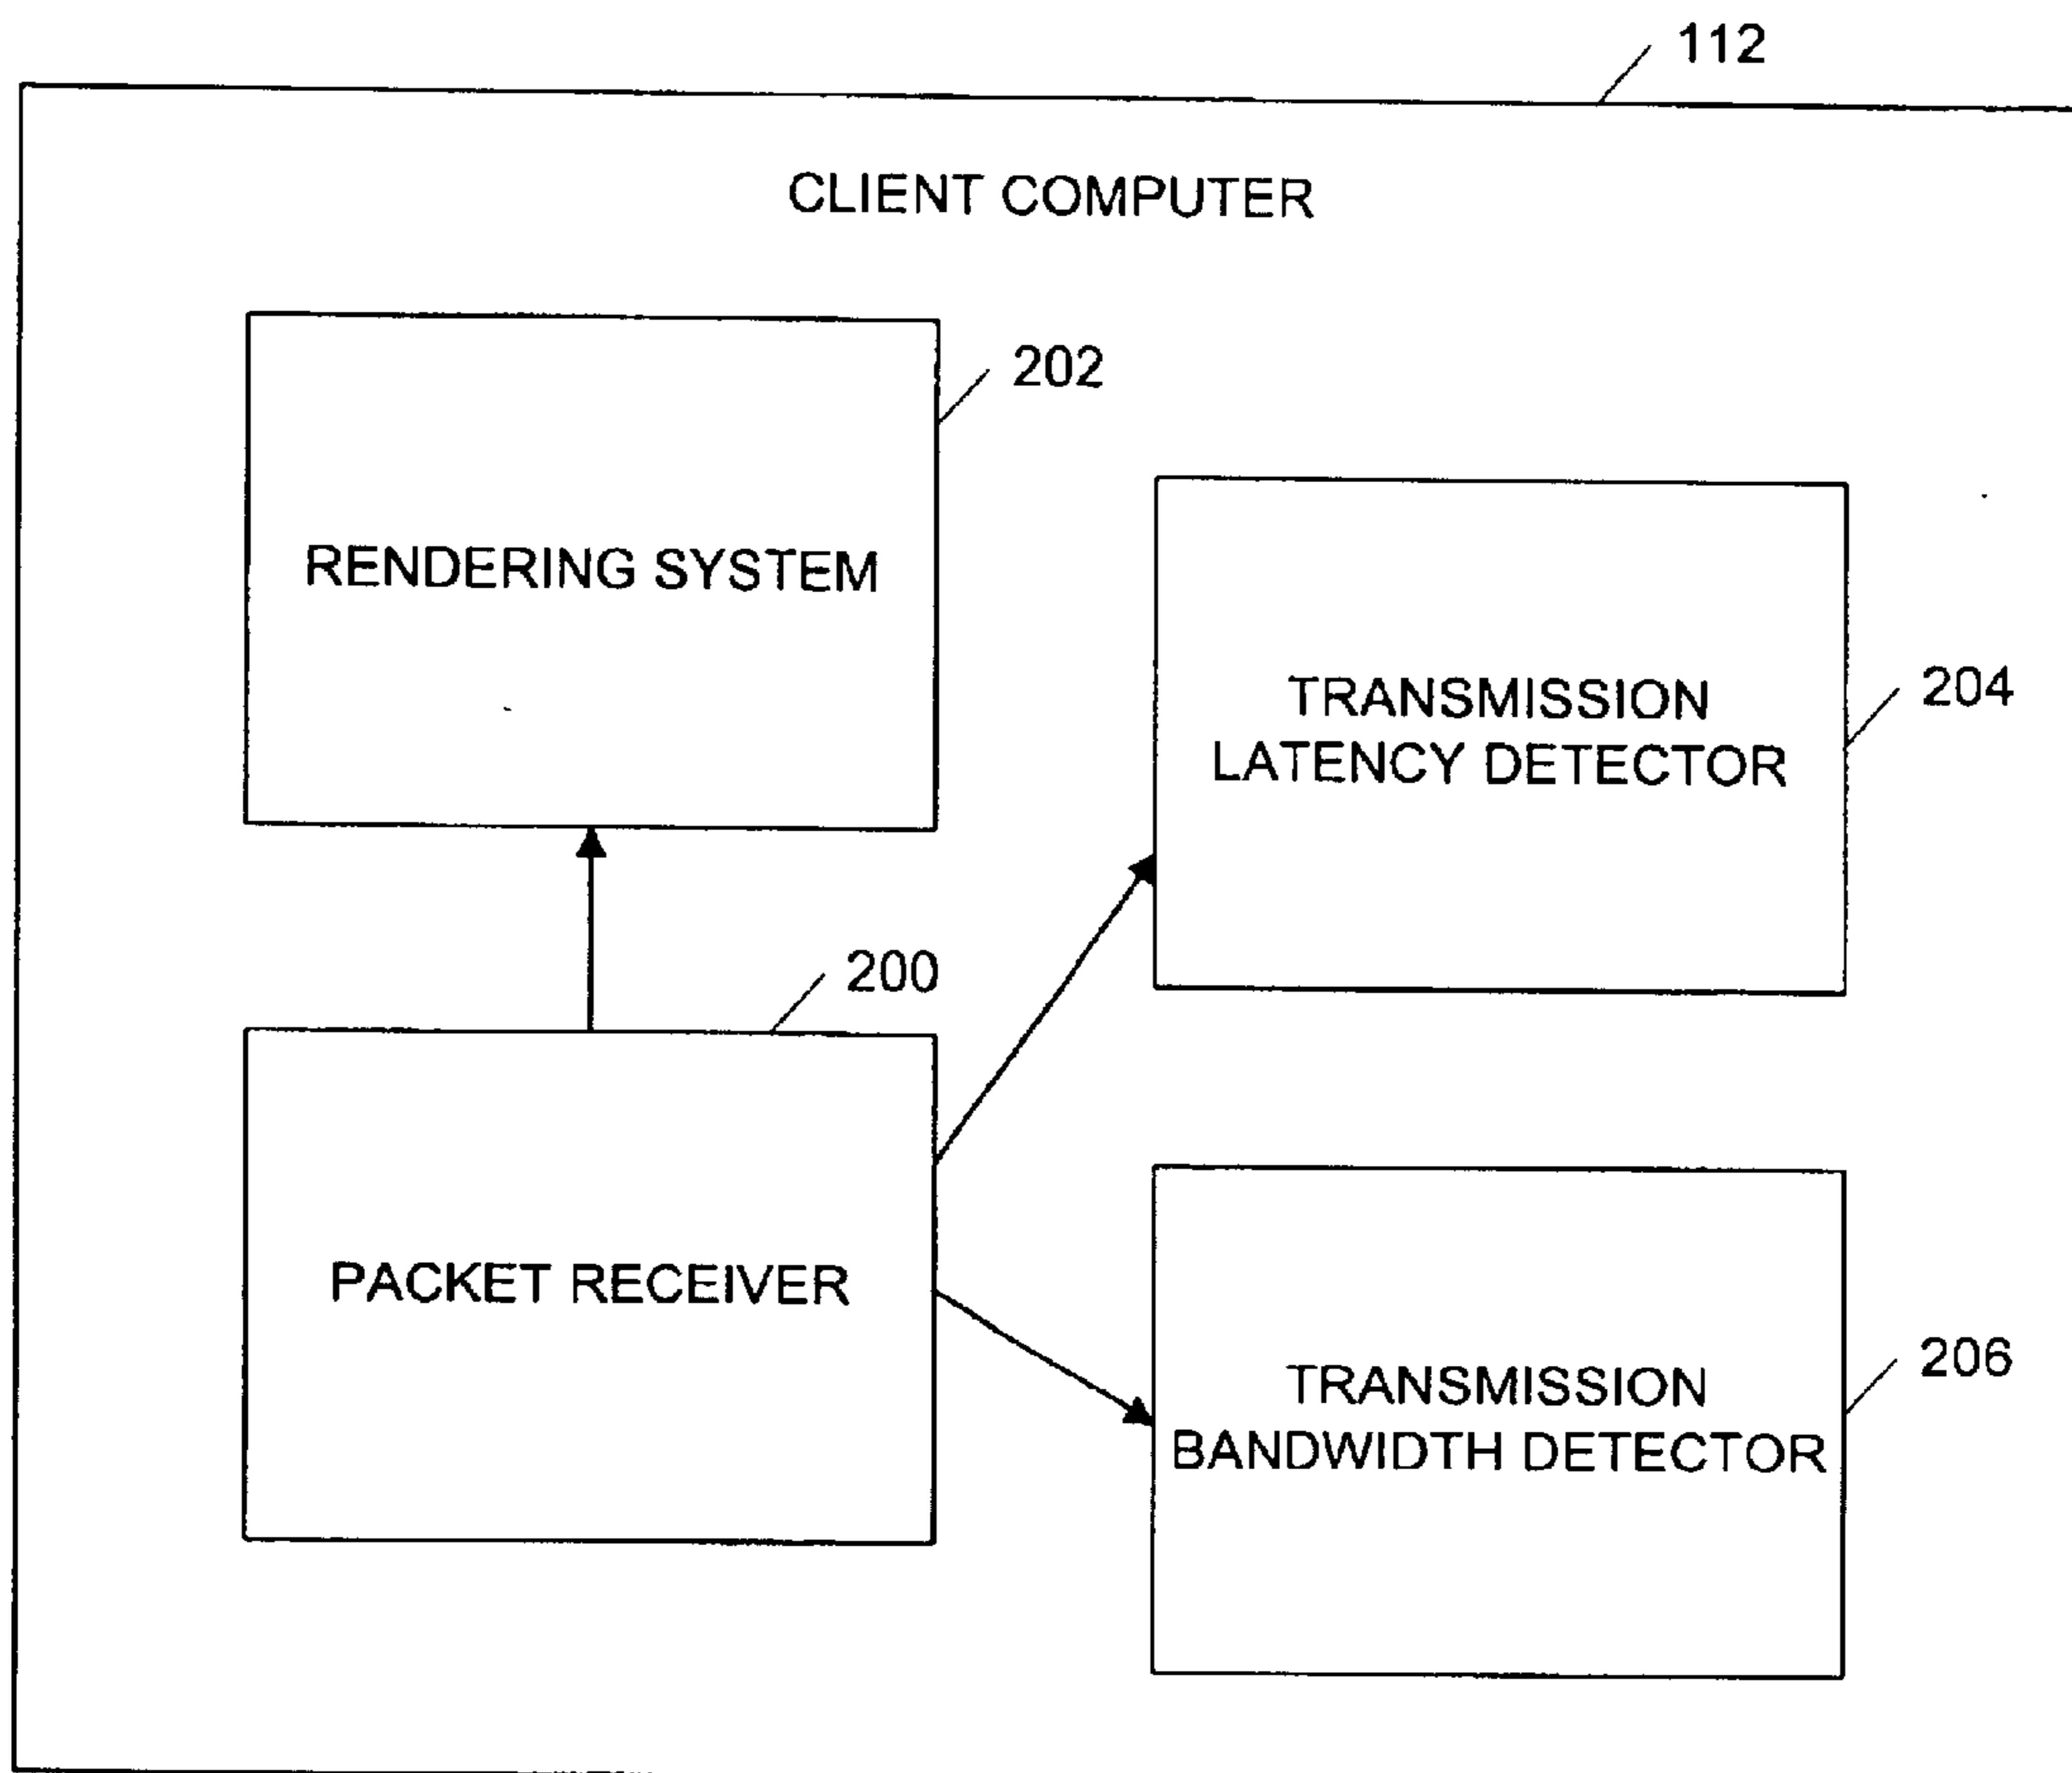 112
CLIENT COMPUTER
202
RENDERING SYSTEM
204
TRANSMISSION
LATENCY DETECTOR
200
PACKET RECEIVER
206
TRANSMISSION
BANDWIDTH DETECTOR